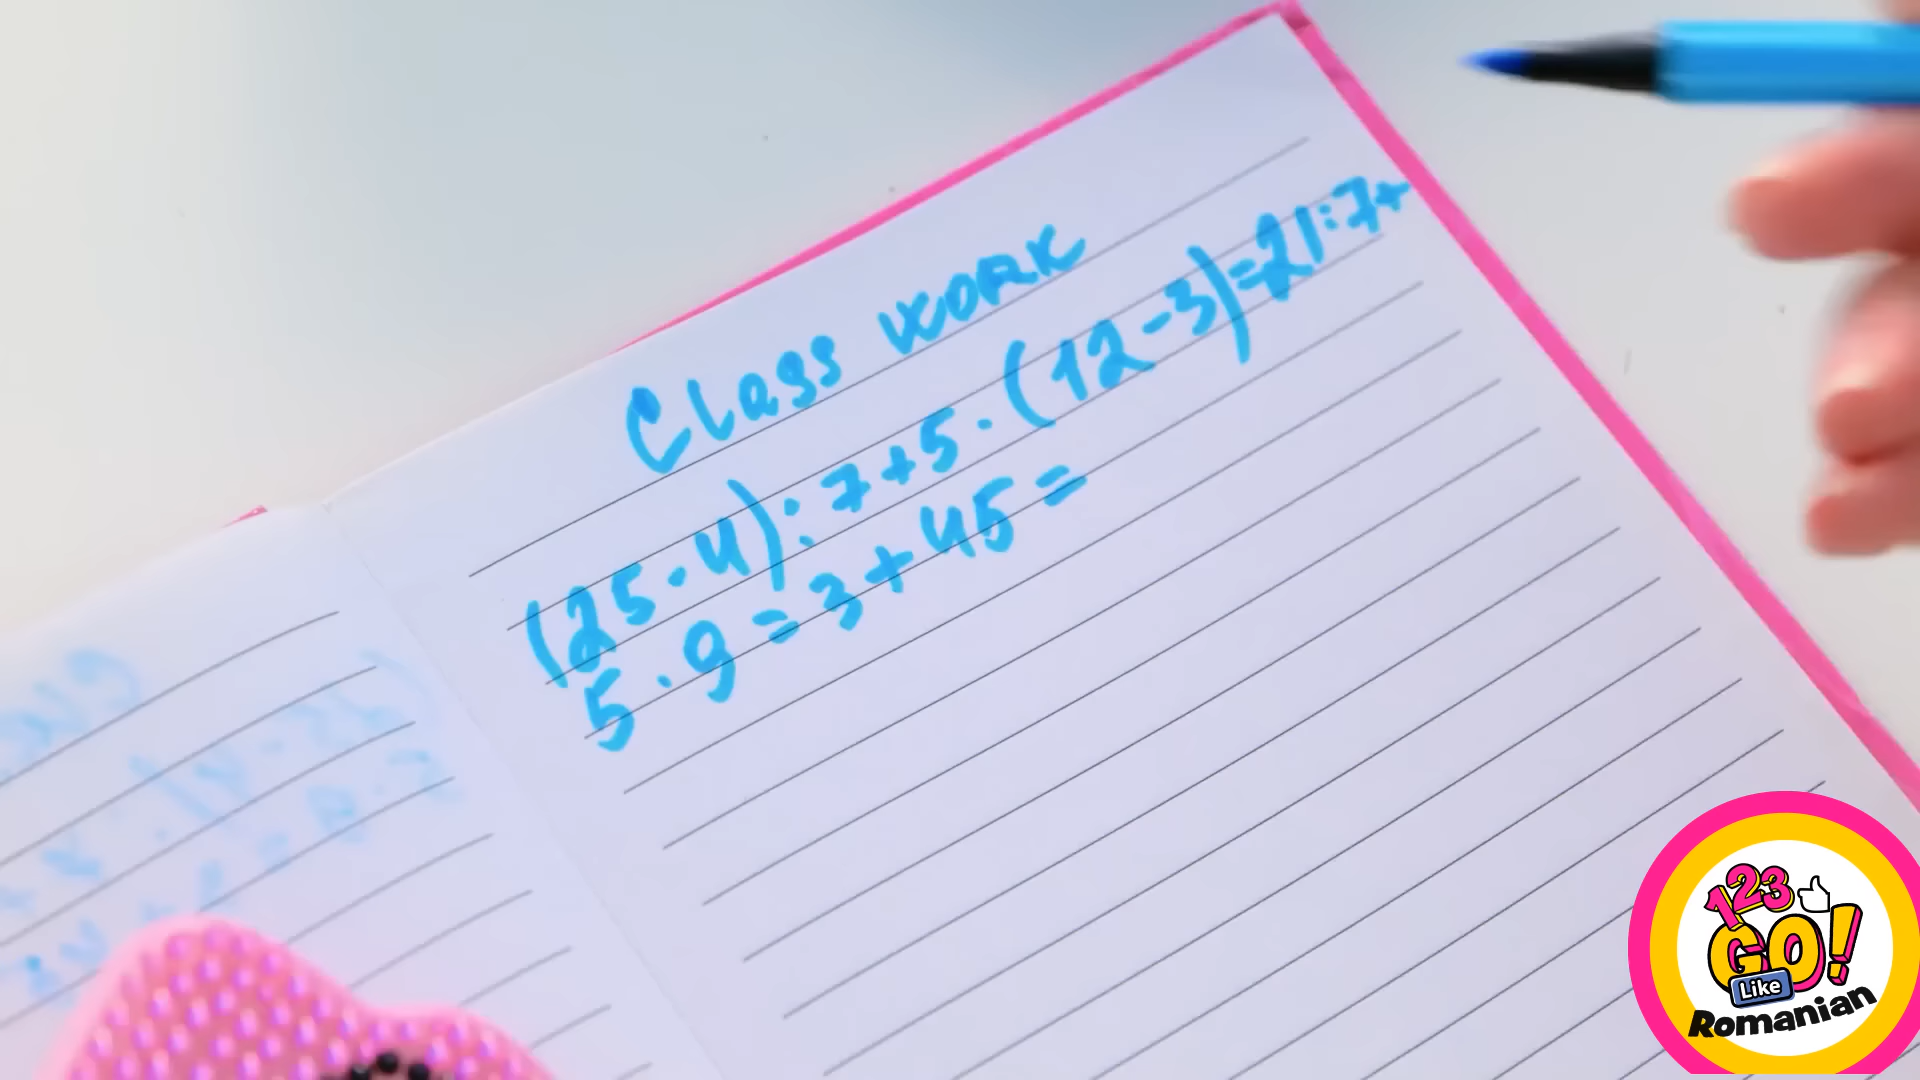 Class work
(25 · 4) : 7 + 5 · (12 - 3) = 21 : 7 +
5 · 9 = 3 + 45 =
123
GO!
Like
Romanian